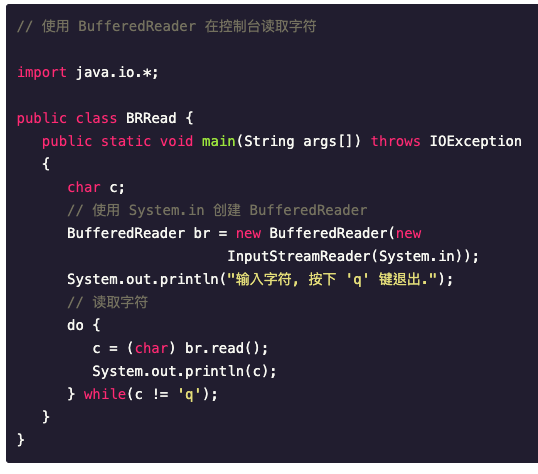 // 使用 BufferedReader 在控制台读取字符

import java.io.*;

public class BRRead {
   public static void main(String args[]) throws IOException
   {
      char c;
      // 使用 System.in 创建 BufferedReader
      BufferedReader br = new BufferedReader(new
                         InputStreamReader(System.in));
      System.out.println("输入字符, 按下 'q' 键退出.");
      // 读取字符
      do {
         c = (char) br.read();
         System.out.println(c);
      } while(c != 'q');
   }
}